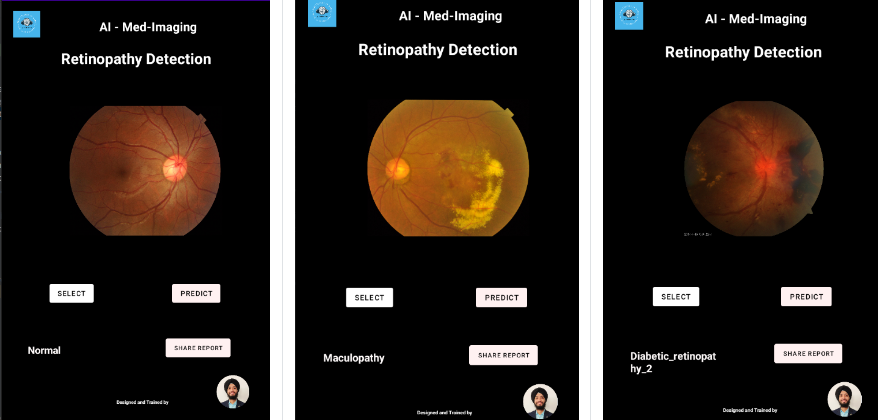 AI - Med-Imaging
Retinopathy Detection
SELECT
PREDICT
Normal
SHARE REPORT
Designed and Trained by
AI - Med-Imaging
Retinopathy Detection
SELECT
PREDICT
Maculopathy
SHARE REPORT
Designed and Trained by
AI - Med-Imaging
Retinopathy Detection
SELECT
PREDICT
Diabetic_retinopat
hy_2
SHARE REPORT
Designed and Trained by